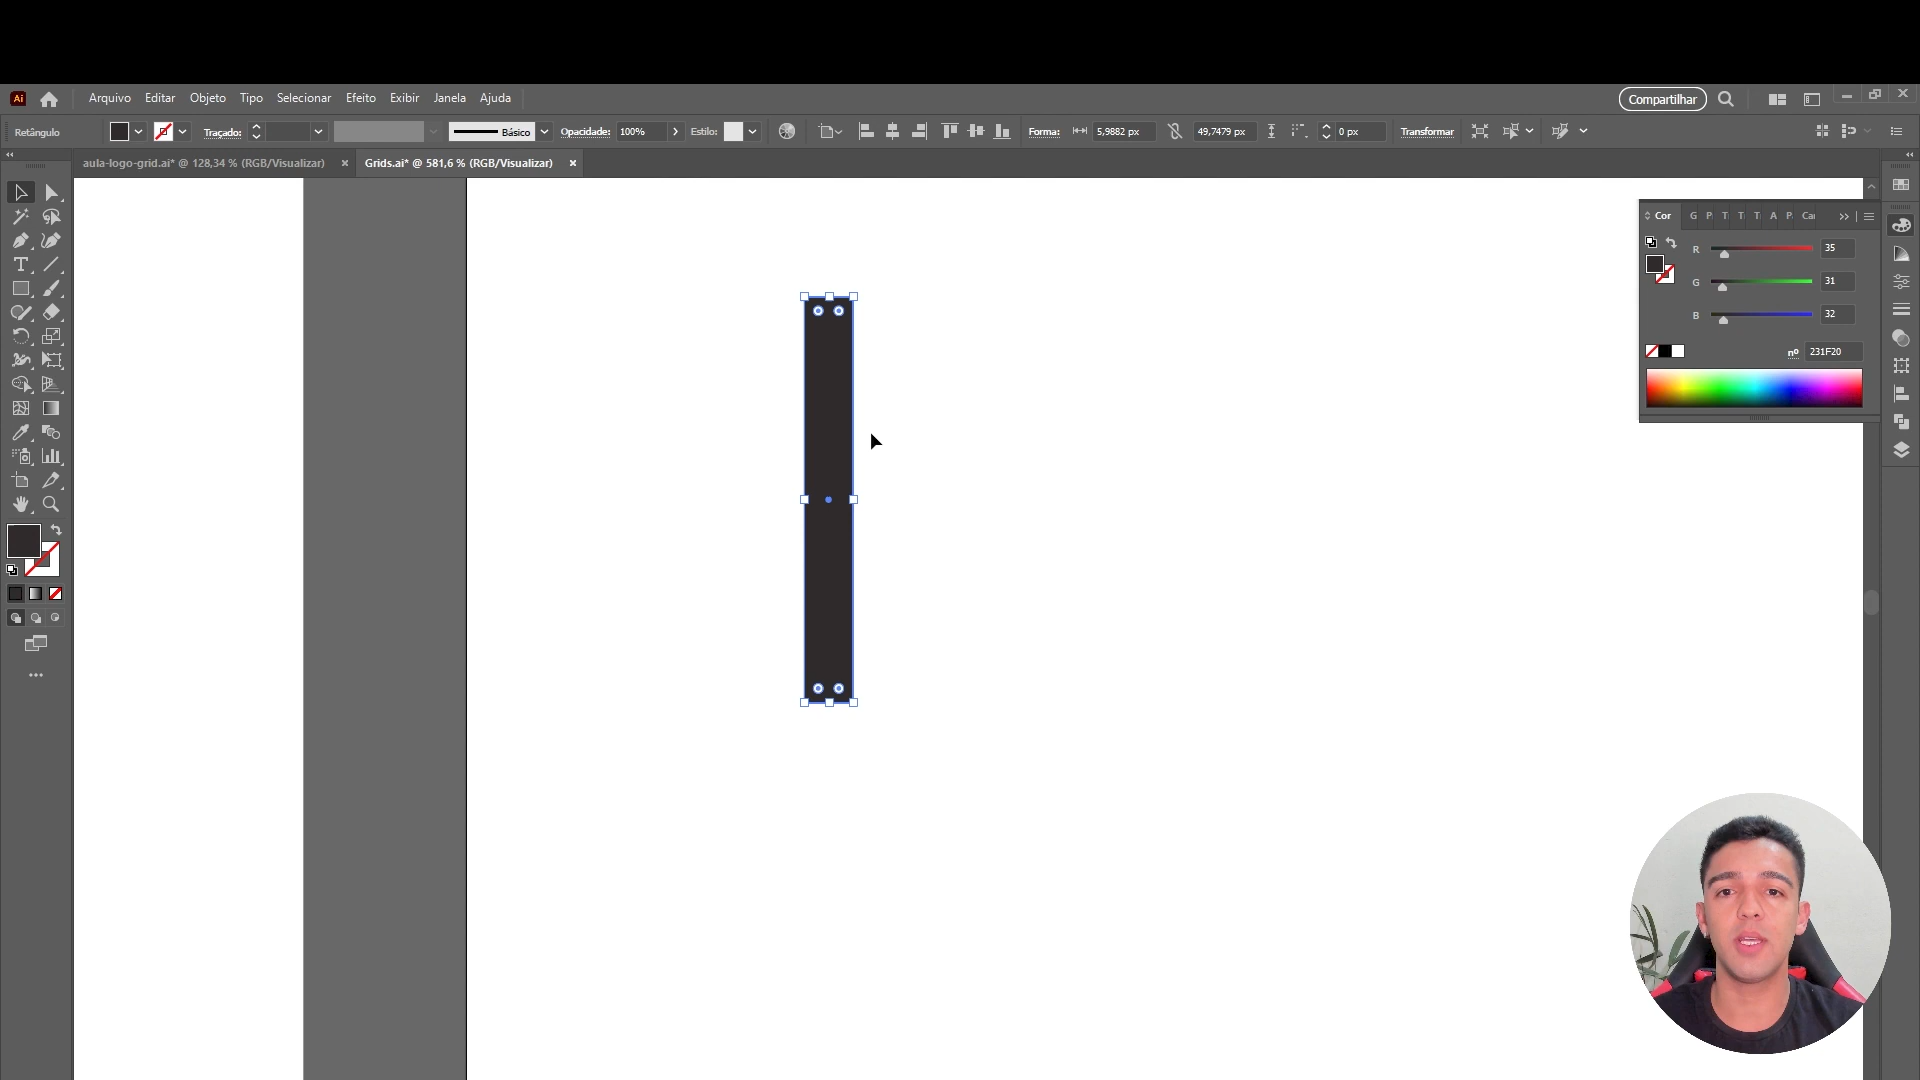 Ai Arquivo Editar Objeto Tipo Selecionar Efeito Exibir Janela Ajuda Compartilhar
Retângulo Traçado: Básico Opacidade: 100% Estilo: Forma: 5,9882 px 49,7479 px 0 px Transformar
aula-logo-grid.ai* @ 128,34 % (RGB/Visualizar) Grids.ai* @ 581,6 % (RGB/Visualizar)
Cor G P T T T A P Car
R 35
G 31
B 32
nº 231F20